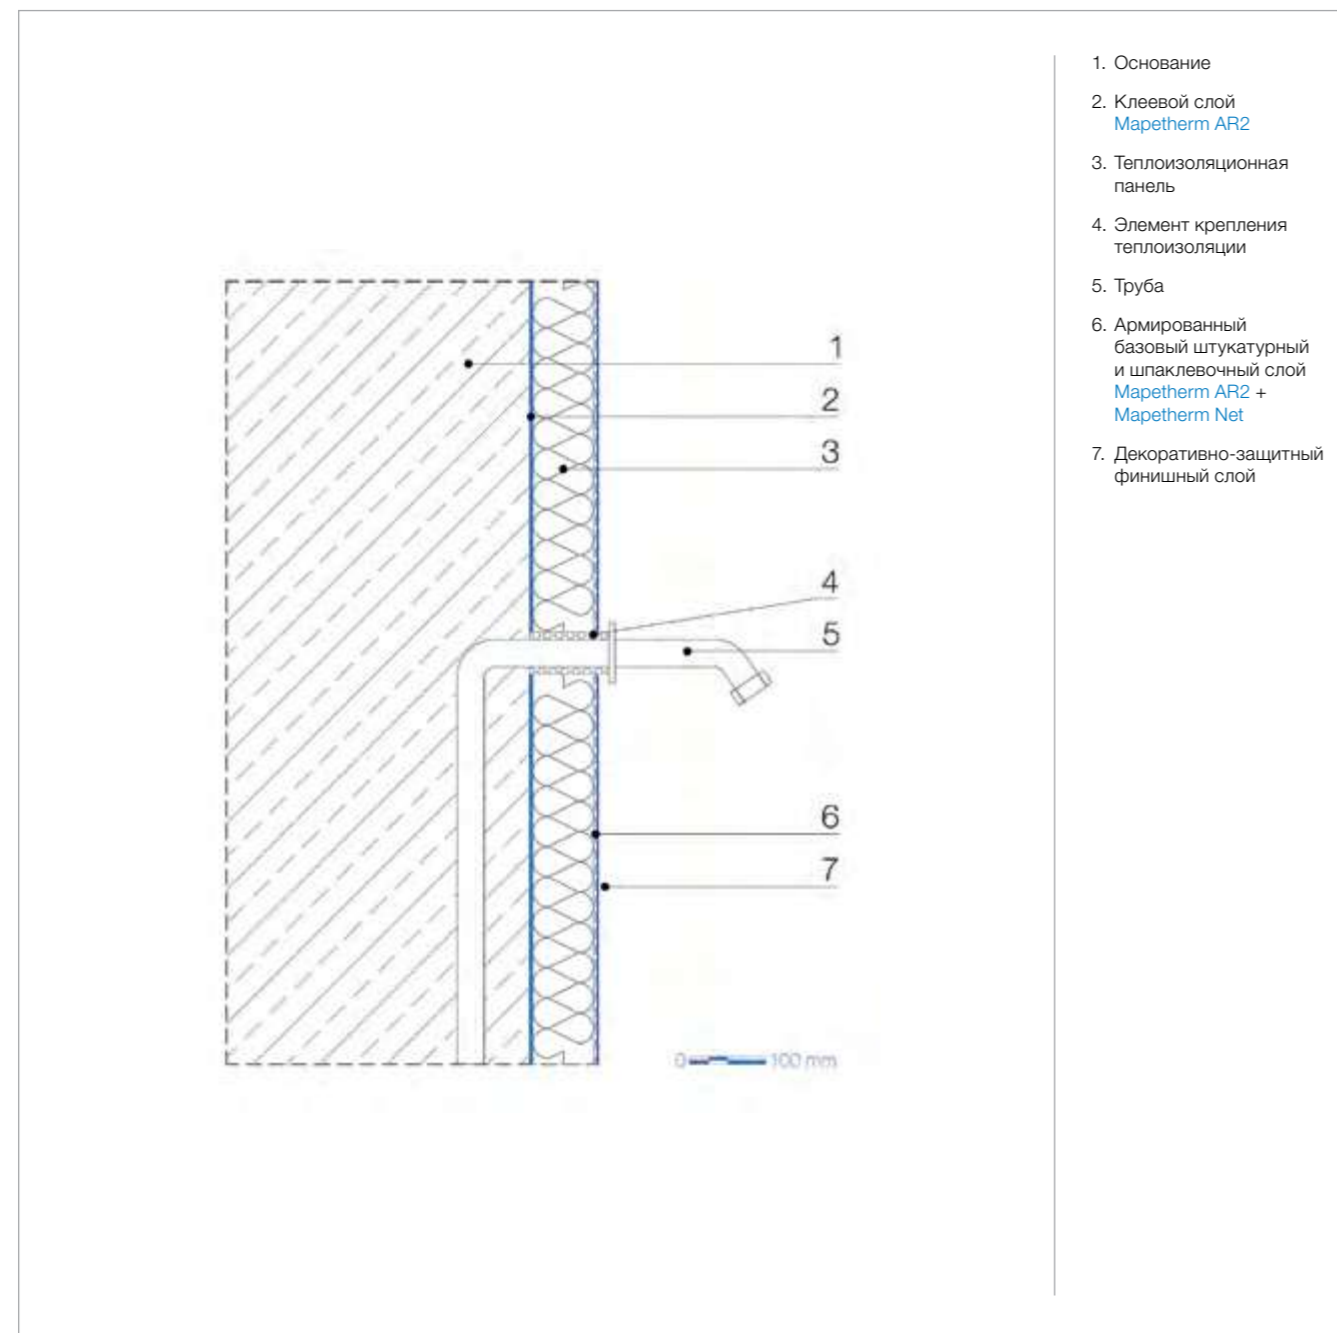 1
2
3
4
5
6
7
0 100 mm
1. Основание
2. Клеевой слой
Mapetherm AR2
3. Теплоизоляционная
панель
4. Элемент крепления
теплоизоляции
5. Труба
6. Армированный
базовый штукатурный
и шпаклевочный слой
Mapetherm AR2 +
Mapetherm Net
7. Декоративно-защитный
финишный слой